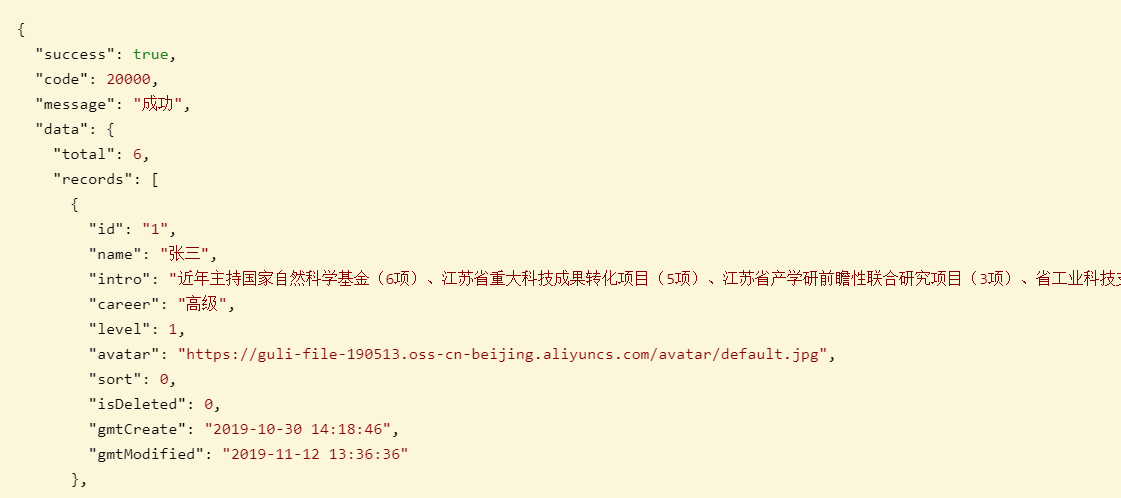 {
"success": true,
"code": 20000,
"message": "成功",
"data": {
"total": 6,
"records": [
{
"id": "1",
"name": "张三",
"intro": "近年主持国家自然科学基金（6项）、江苏省重大科技成果转化项目（5项）、江苏省产学研前瞻性联合研究项目（3项）、省工业科技支
"career": "高级",
"level": 1,
"avatar": "https://guli-file-190513.oss-cn-beijing.aliyuncs.com/avatar/default.jpg",
"sort": 0,
"isDeleted": 0,
"gmtCreate": "2019-10-30 14:18:46",
"gmtModified": "2019-11-12 13:36:36"
},